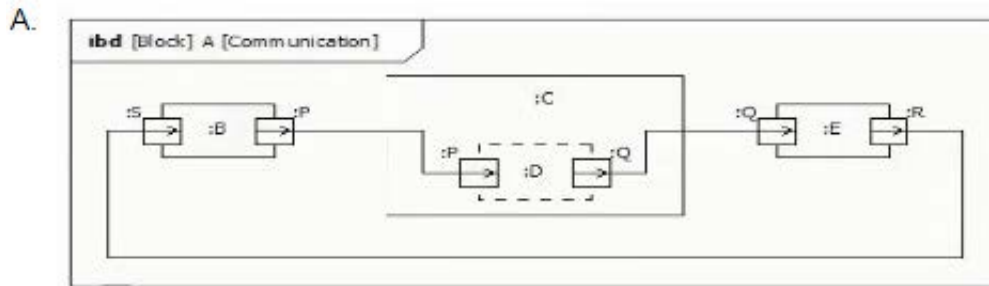 A.
ibd [Block] A [Communication]
:C
:S :B :P
:Q :E :R
:P :D :Q